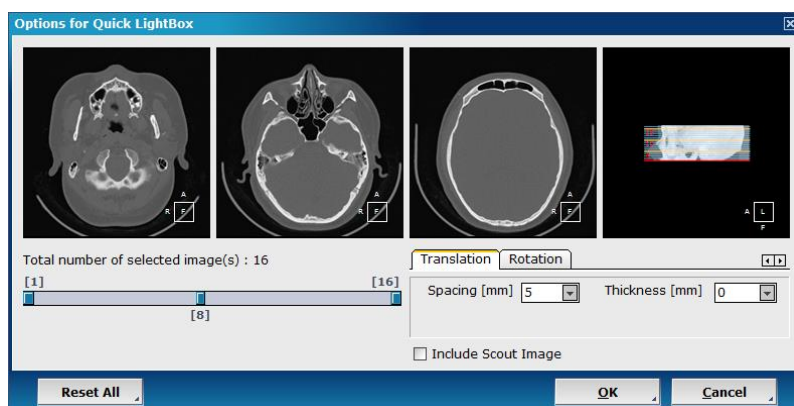 Options for Quick LightBox
A
R F
A
R F
A
R F
A L
F
Total number of selected image(s) : 16
[1] [16]
[8]
Translation Rotation
Spacing [mm] 5 Thickness [mm] 0
Include Scout Image
Reset All OK Cancel